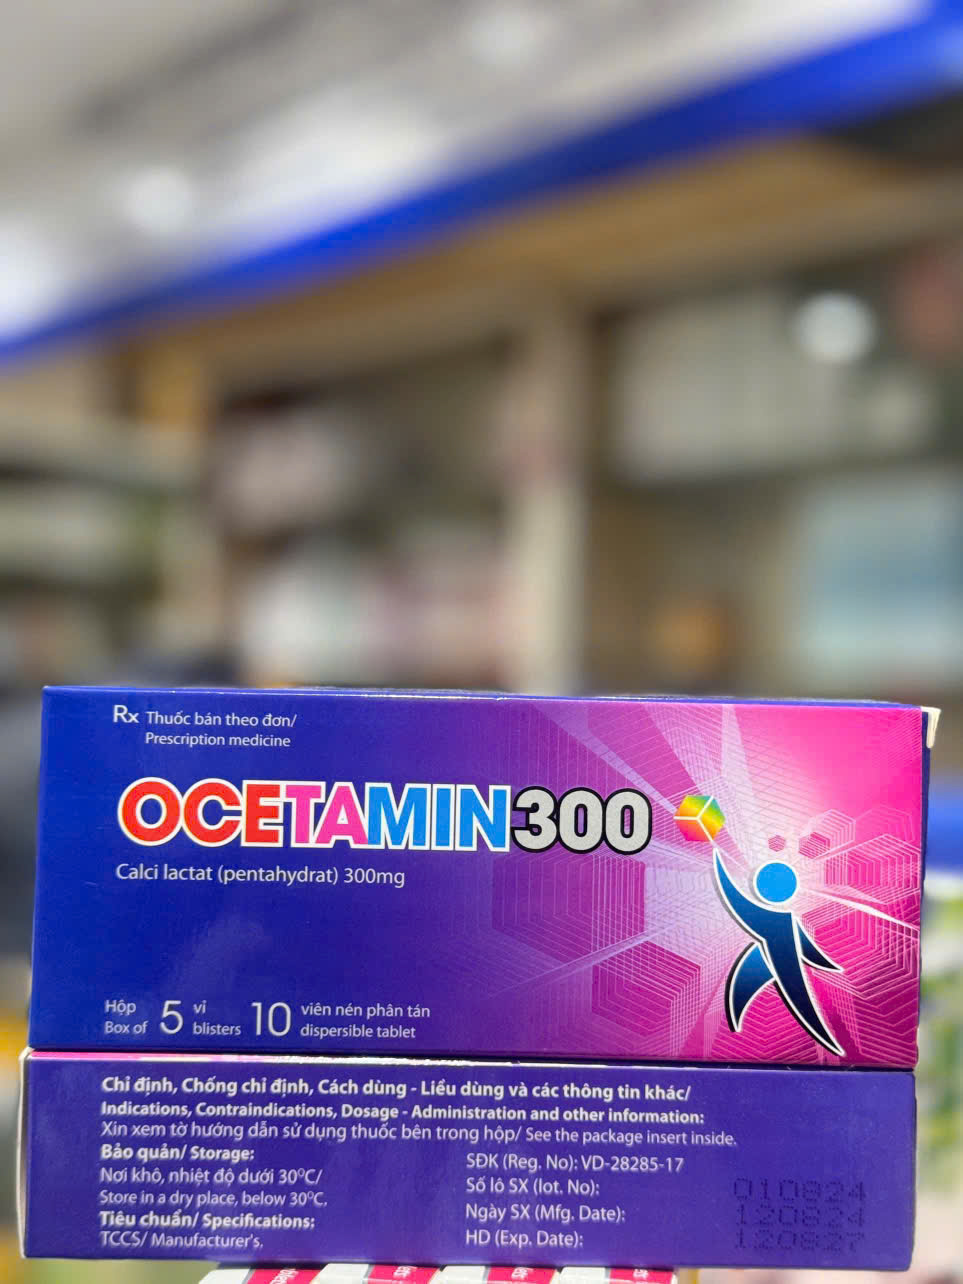 Rx Thuốc bán theo đơn/
Prescription medicine
OCETAMIN300
Calci lactat (pentahydrat) 300mg
Hộp 5 vỉ 10 viên nén phân tán
Box of blisters dispersible tablet
Chỉ định, Chống chỉ định, Cách dùng - Liều dùng và các thông tin khác/
Indications, Contraindications, Dosage - Administration and other information:
Xin xem tờ hướng dẫn sử dụng thuốc bên trong hộp/ See the package insert inside.
Bảo quản/ Storage:
Nơi khô, nhiệt độ dưới 30⁰C/
Store in a dry place, below 30⁰C.
Tiêu chuẩn/ Specifications:
TCCS/ Manufacturer's.
SĐK (Reg. No): VD-28285-17
Số lô SX (lot. No): 010824
Ngày SX (Mfg. Date): 120824
HD (Exp. Date): 120827